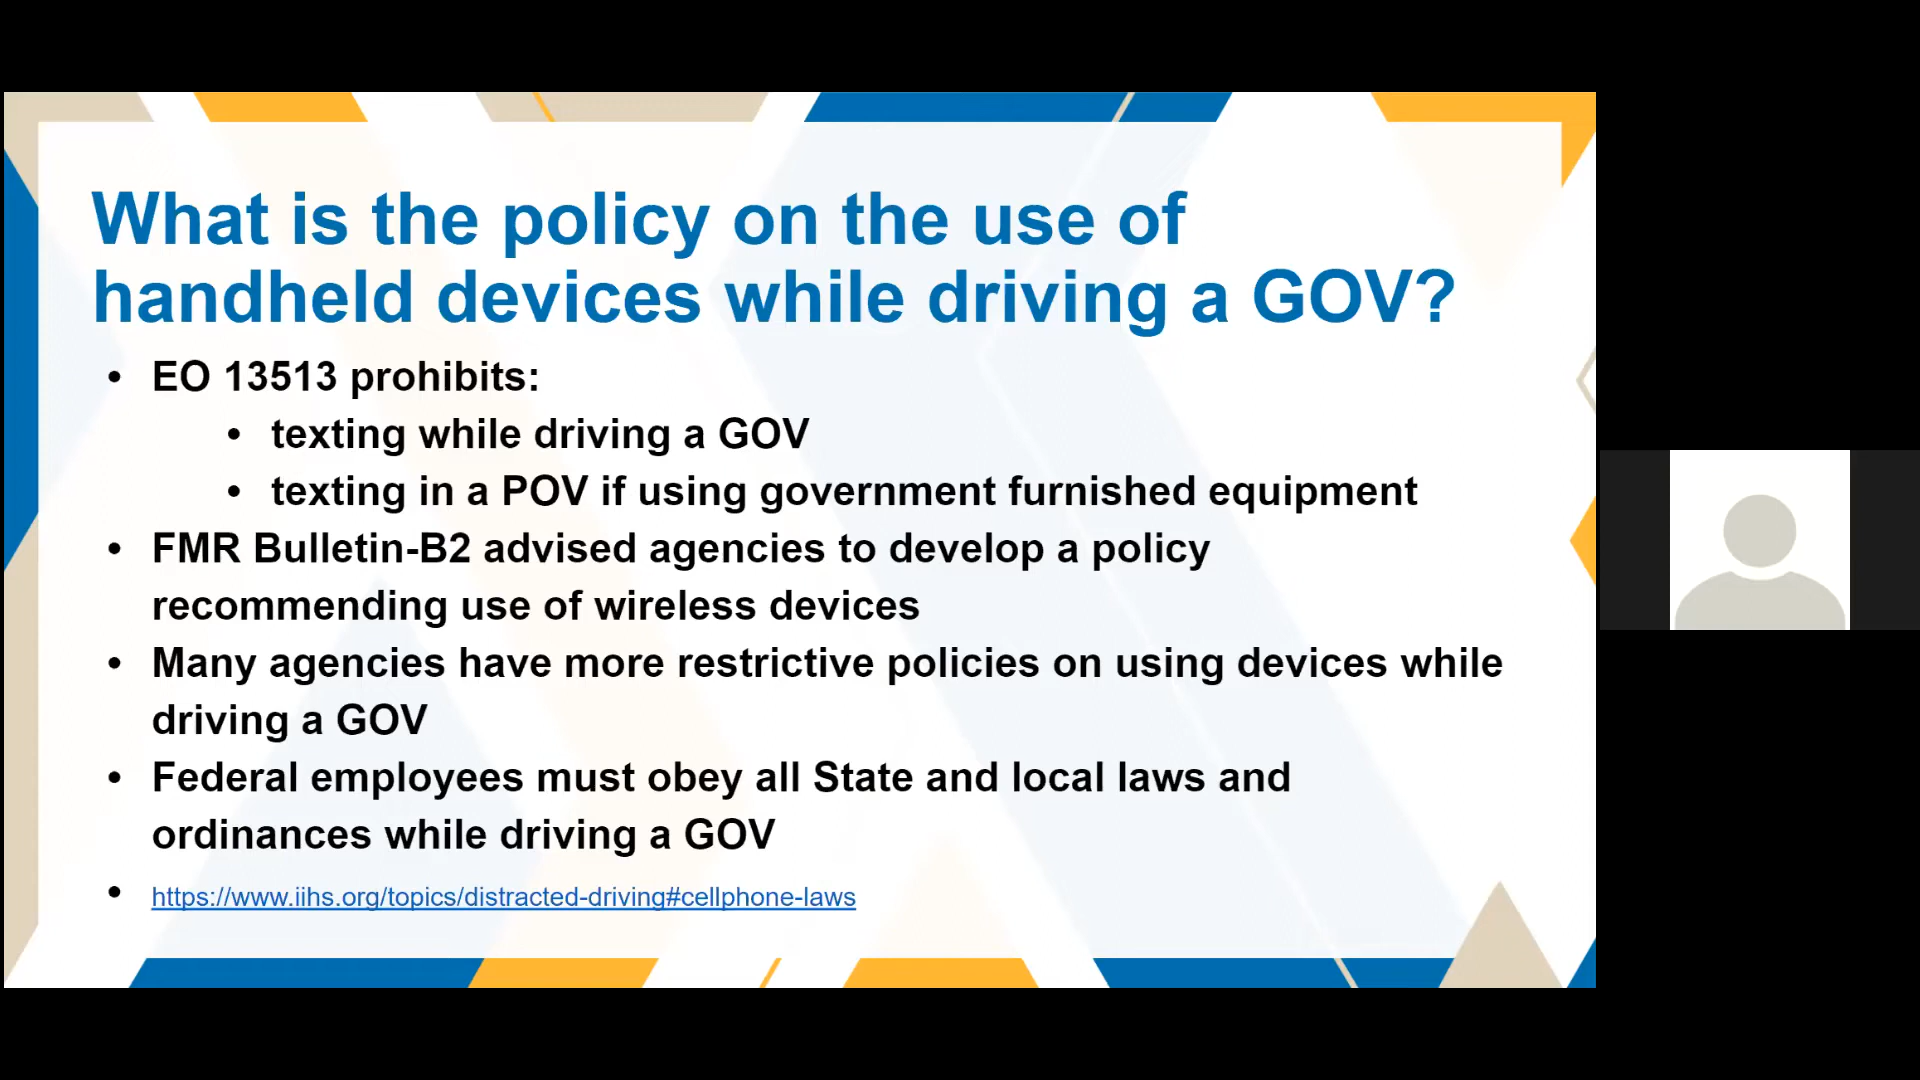 What is the policy on the use of
handheld devices while driving a GOV?
• EO 13513 prohibits:
• texting while driving a GOV
• texting in a POV if using government furnished equipment
• FMR Bulletin-B2 advised agencies to develop a policy
recommending use of wireless devices
• Many agencies have more restrictive policies on using devices while
driving a GOV
• Federal employees must obey all State and local laws and
ordinances while driving a GOV
• https://www.iihs.org/topics/distracted-driving#cellphone-laws